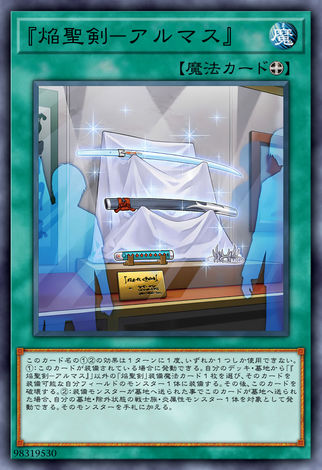 『焔聖剣－アルマス』
魔
【魔法カード】
このカード名の①②の効果は１ターンに１度、いずれか１つしか使用できない。
①：このカードが装備されている場合に発動できる。自分のデッキ・墓地から「『
焔聖剣－アルマス』」以外の「焔聖剣」装備魔法カード１枚を選び、そのカードを
装備可能な自分フィールドのモンスター１体に装備する。その後、このカードを
破壊する。②：装備モンスターが墓地へ送られた事でこのカードが墓地へ送られ
た場合、自分の墓地・除外状態の戦士族・炎属性モンスター１体を対象として発
動できる。そのモンスターを手札に加える。
98319530